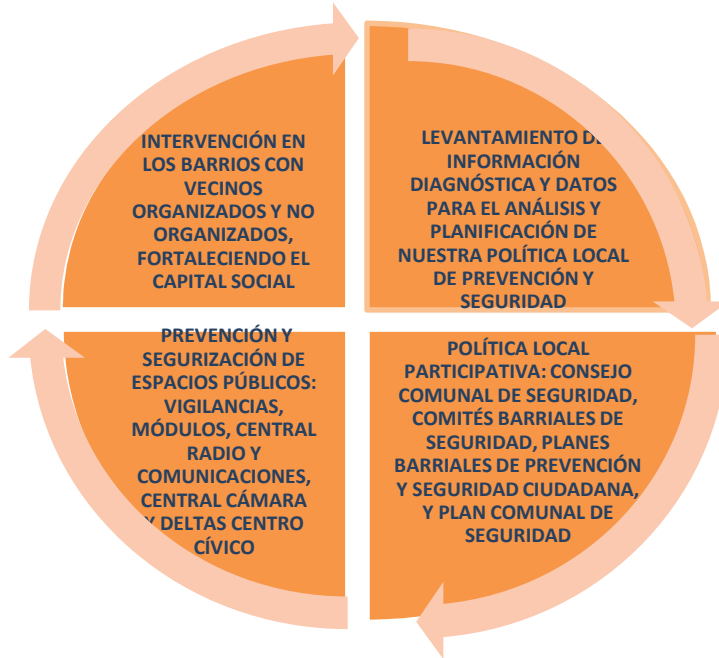 INTERVENCIÓN EN
LOS BARRIOS CON
VECINOS
ORGANIZADOS Y NO
ORGANIZADOS,
FORTALECIENDO EL
CAPITAL SOCIAL
LEVANTAMIENTO DE
INFORMACIÓN
DIAGNÓSTICA Y DATOS
PARA EL ANÁLISIS Y
PLANIFICACIÓN DE
NUESTRA POLÍTICA LOCAL
DE PREVENCIÓN Y
SEGURIDAD
PREVENCIÓN Y
SEGURIZACIÓN DE
ESPACIOS PÚBLICOS:
VIGILANCIAS,
MÓDULOS, CENTRAL
RADIO Y
COMUNICACIONES,
CENTRAL CÁMARA
Y DELTAS CENTRO
CÍVICO
POLÍTICA LOCAL
PARTICIPATIVA: CONSEJO
COMUNAL DE SEGURIDAD,
COMITÉS BARRIALES DE
SEGURIDAD, PLANES
BARRIALES DE PREVENCIÓN
Y SEGURIDAD CIUDADANA,
Y PLAN COMUNAL DE
SEGURIDAD